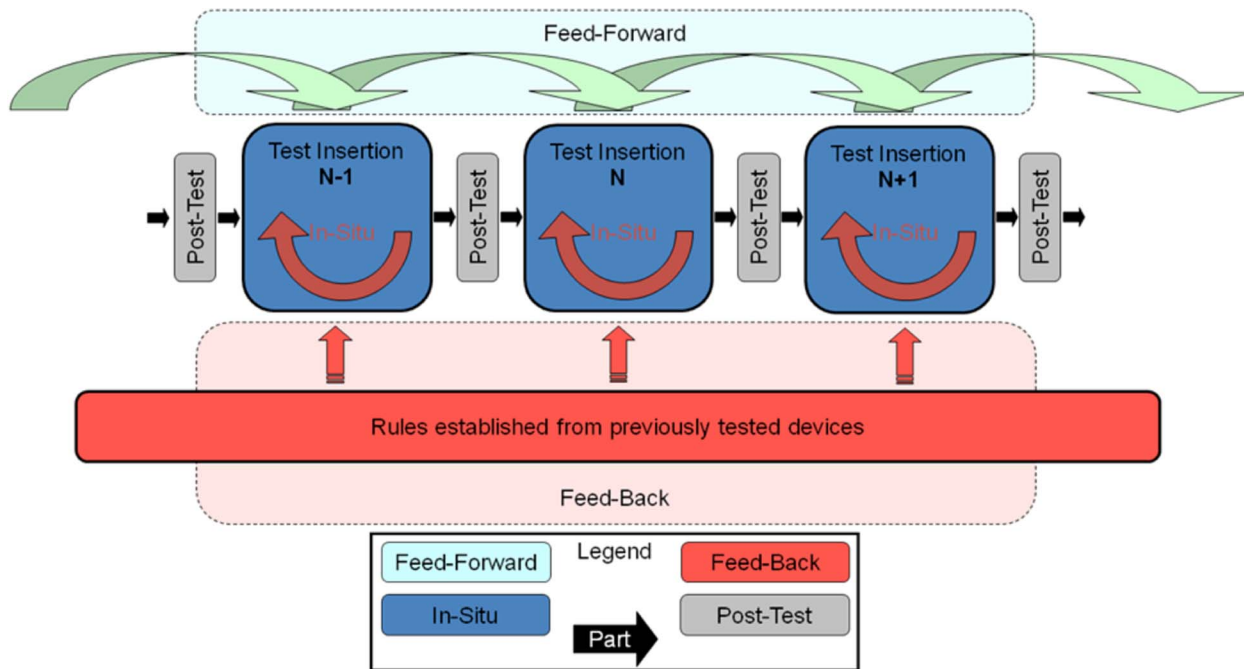 Feed-Forward
Post-Test
Test Insertion
N-1
In-Situ
Post-Test
Test Insertion
N
In-Situ
Post-Test
Test Insertion
N+1
In-Situ
Post-Test
Rules established from previously tested devices
Feed-Back
Legend
Feed-Forward
Feed-Back
In-Situ
Part
Post-Test